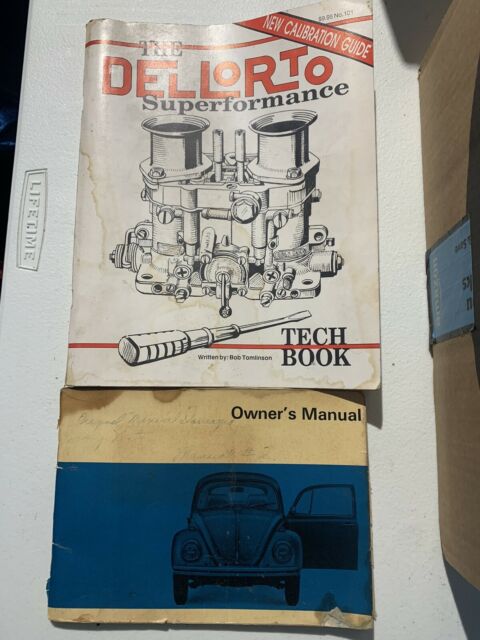 $9.95 No. 101
NEW CALIBRATION GUIDE
THE
DELLORTO
Superformance
TECH
BOOK
Written by: Bob Tomlinson
LIFETIME
Owner's Manual